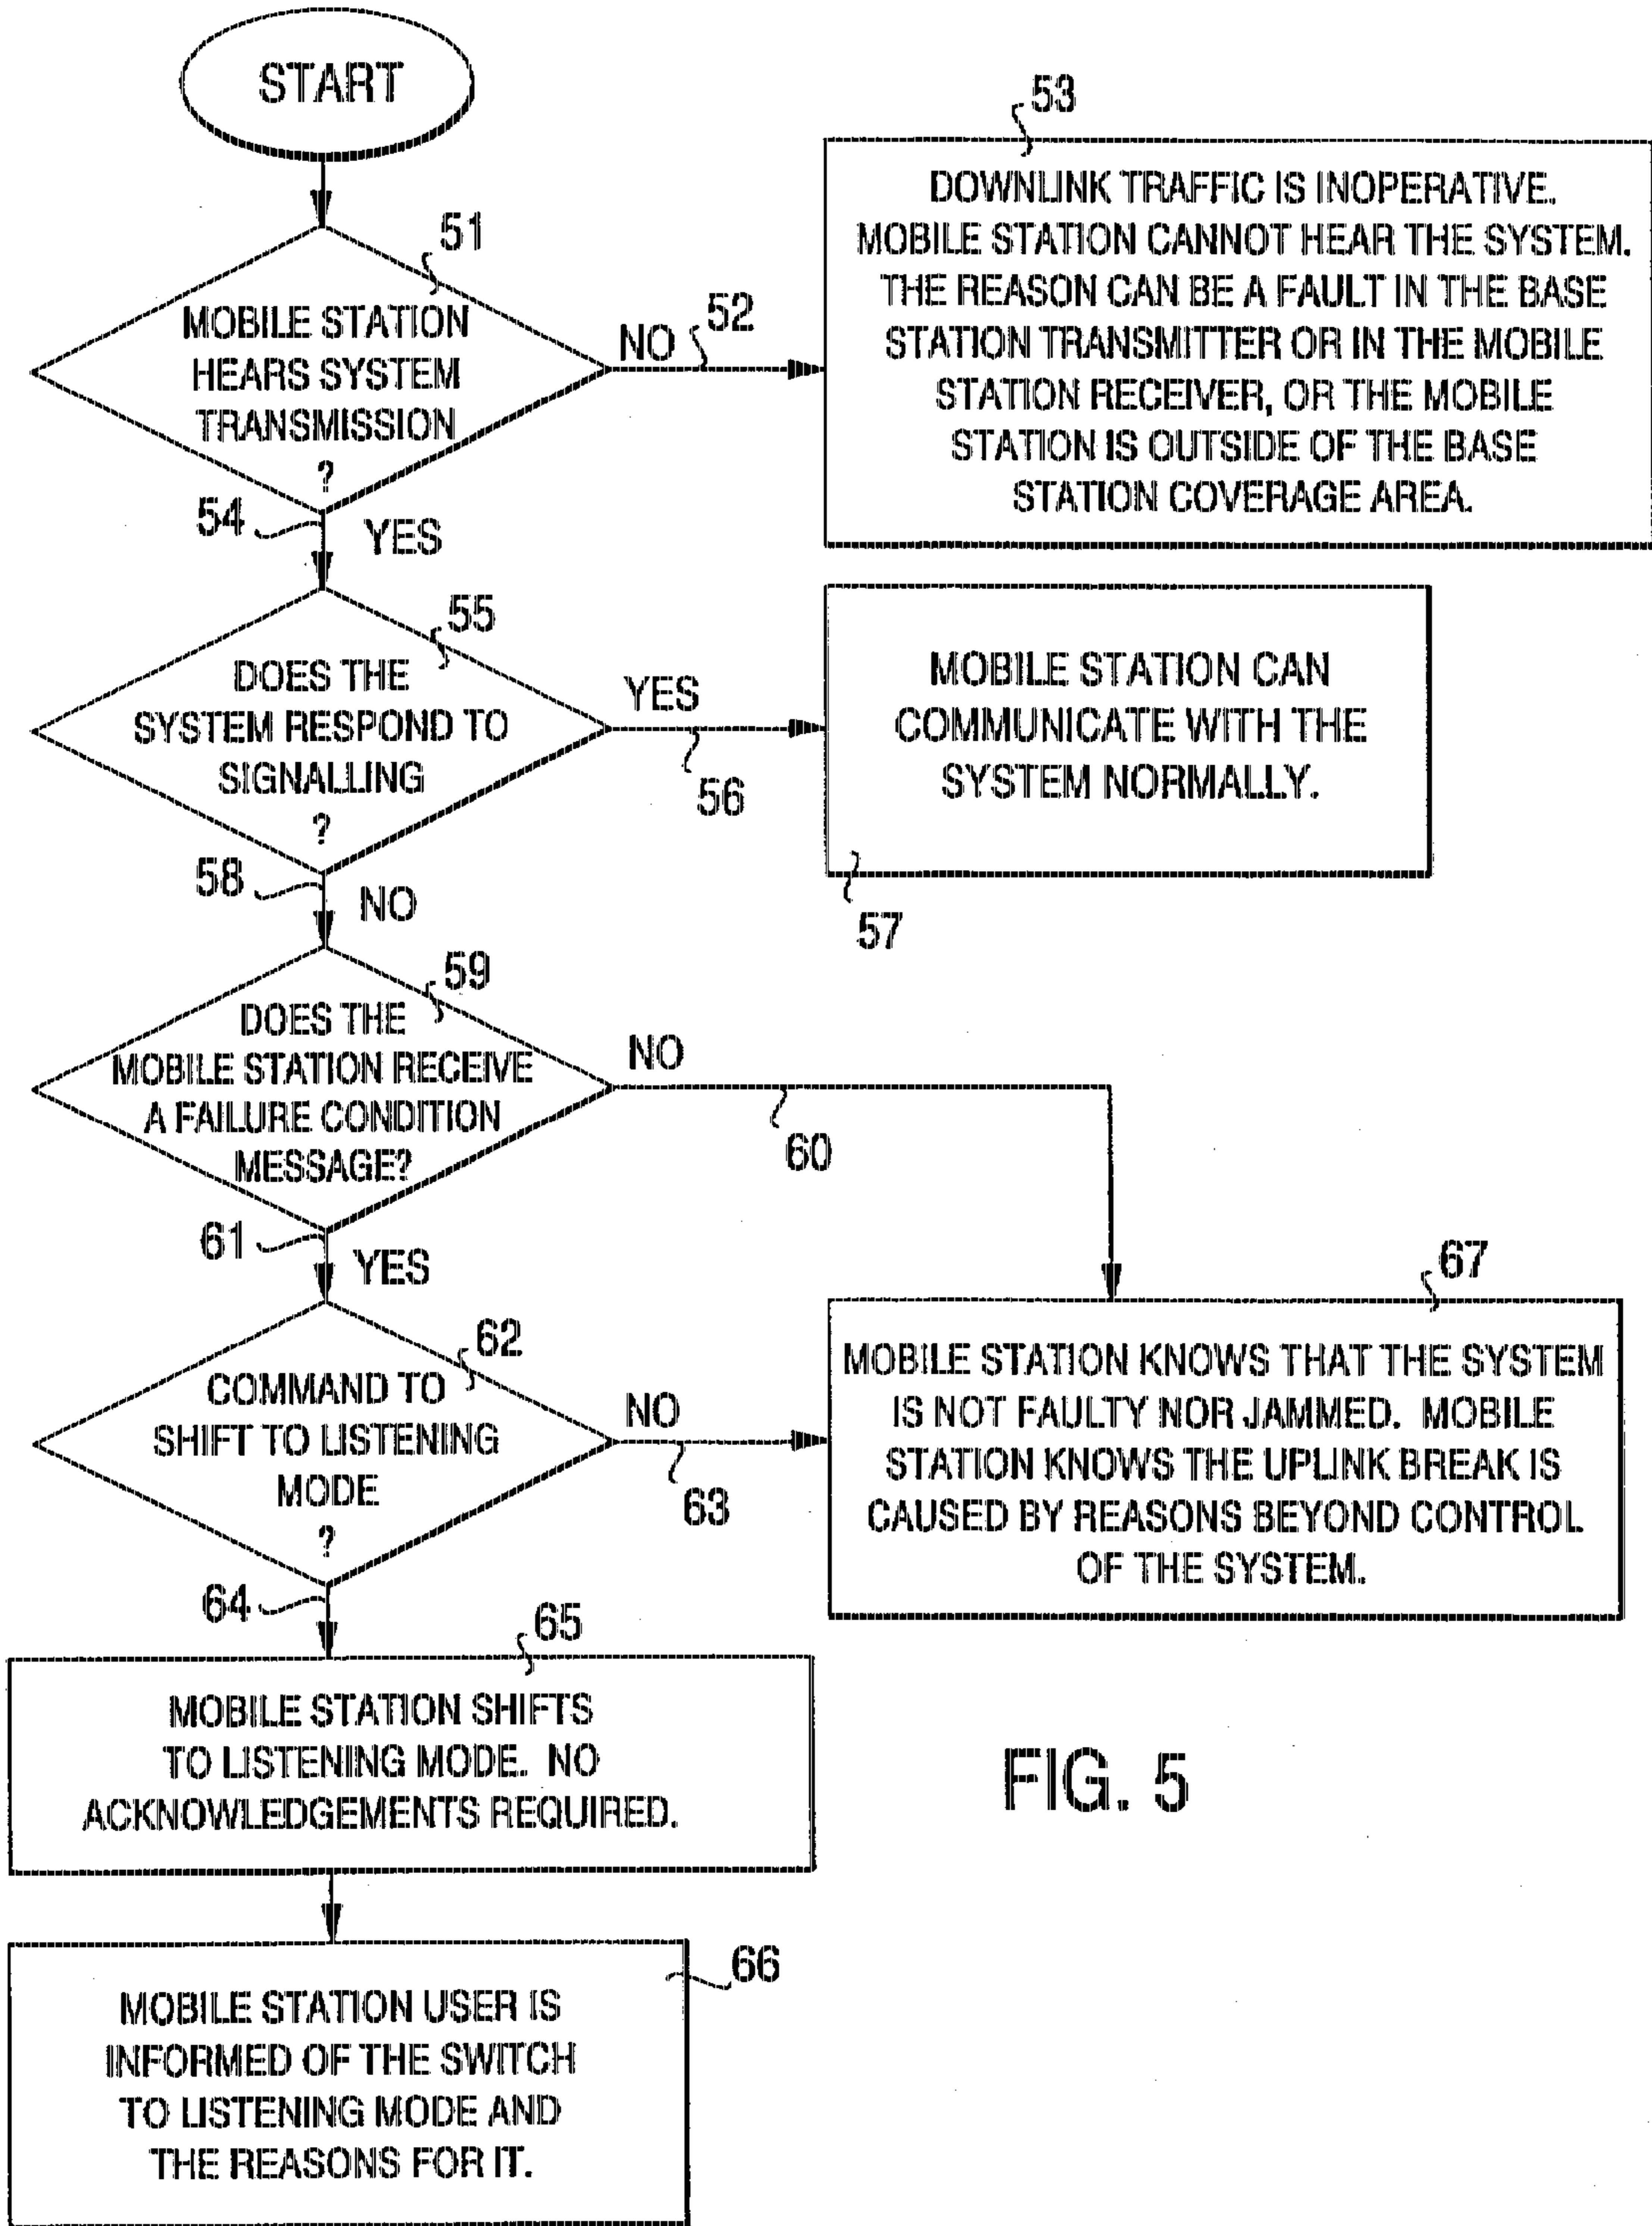 START
51
MOBILE STATION
HEARS SYSTEM
TRANSMISSION
?
NO
52
53
DOWNLINK TRAFFIC IS INOPERATIVE.
MOBILE STATION CANNOT HEAR THE SYSTEM.
THE REASON CAN BE A FAULT IN THE BASE
STATION TRANSMITTER OR IN THE MOBILE
STATION RECEIVER, OR THE MOBILE
STATION IS OUTSIDE OF THE BASE
STATION COVERAGE AREA.
54
YES
55
DOES THE
SYSTEM RESPOND TO
SIGNALLING
?
YES
56
MOBILE STATION CAN
COMMUNICATE WITH THE
SYSTEM NORMALLY.
57
58
NO
59
DOES THE
MOBILE STATION RECEIVE
A FAILURE CONDITION
MESSAGE?
NO
60
61
YES
62
COMMAND TO
SHIFT TO LISTENING
MODE
?
NO
63
67
MOBILE STATION KNOWS THAT THE SYSTEM
IS NOT FAULTY NOR JAMMED. MOBILE
STATION KNOWS THE UPLINK BREAK IS
CAUSED BY REASONS BEYOND CONTROL
OF THE SYSTEM.
64
65
MOBILE STATION SHIFTS
TO LISTENING MODE. NO
ACKNOWLEDGEMENTS REQUIRED.
66
MOBILE STATION USER IS
INFORMED OF THE SWITCH
TO LISTENING MODE AND
THE REASONS FOR IT.
FIG. 5